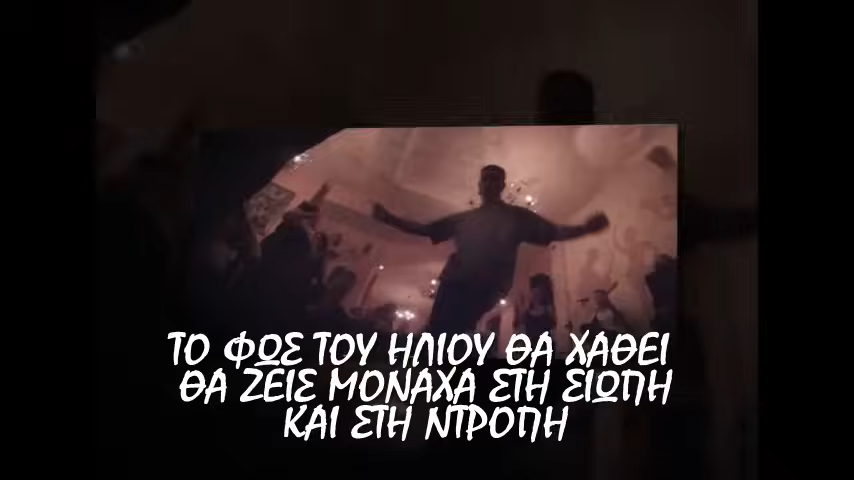 ΤΟ ΦΩΣ ΤΟΥ ΗΛΙΟΥ ΘΑ ΧΑΘΕΙ
ΘΑ ΖΕΙΣ ΜΟΝΑΧΑ ΣΤΗ ΣΙΩΠΗ
ΚΑΙ ΣΤΗ ΝΤΡΟΠΗ